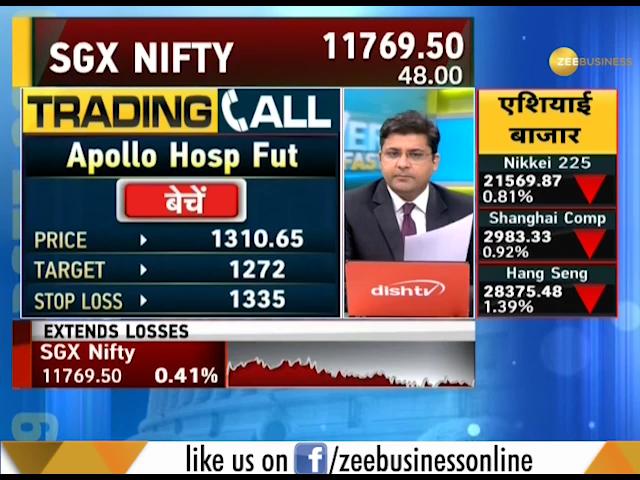 SGX NIFTY
11769.50
48.00
ZEEBUSINESS
TRADING CALL
Apollo Hosp Fut
बेचें
PRICE 1310.65
TARGET 1272
STOP LOSS 1335
dishtv
एशियाई
बाजार
Nikkei 225
21569.87
0.81%
Shanghai Comp
2983.33
0.92%
Hang Seng
28375.48
1.39%
EXTENDS LOSSES
SGX Nifty
11769.50 0.41%
like us on f/zeebusinessonline